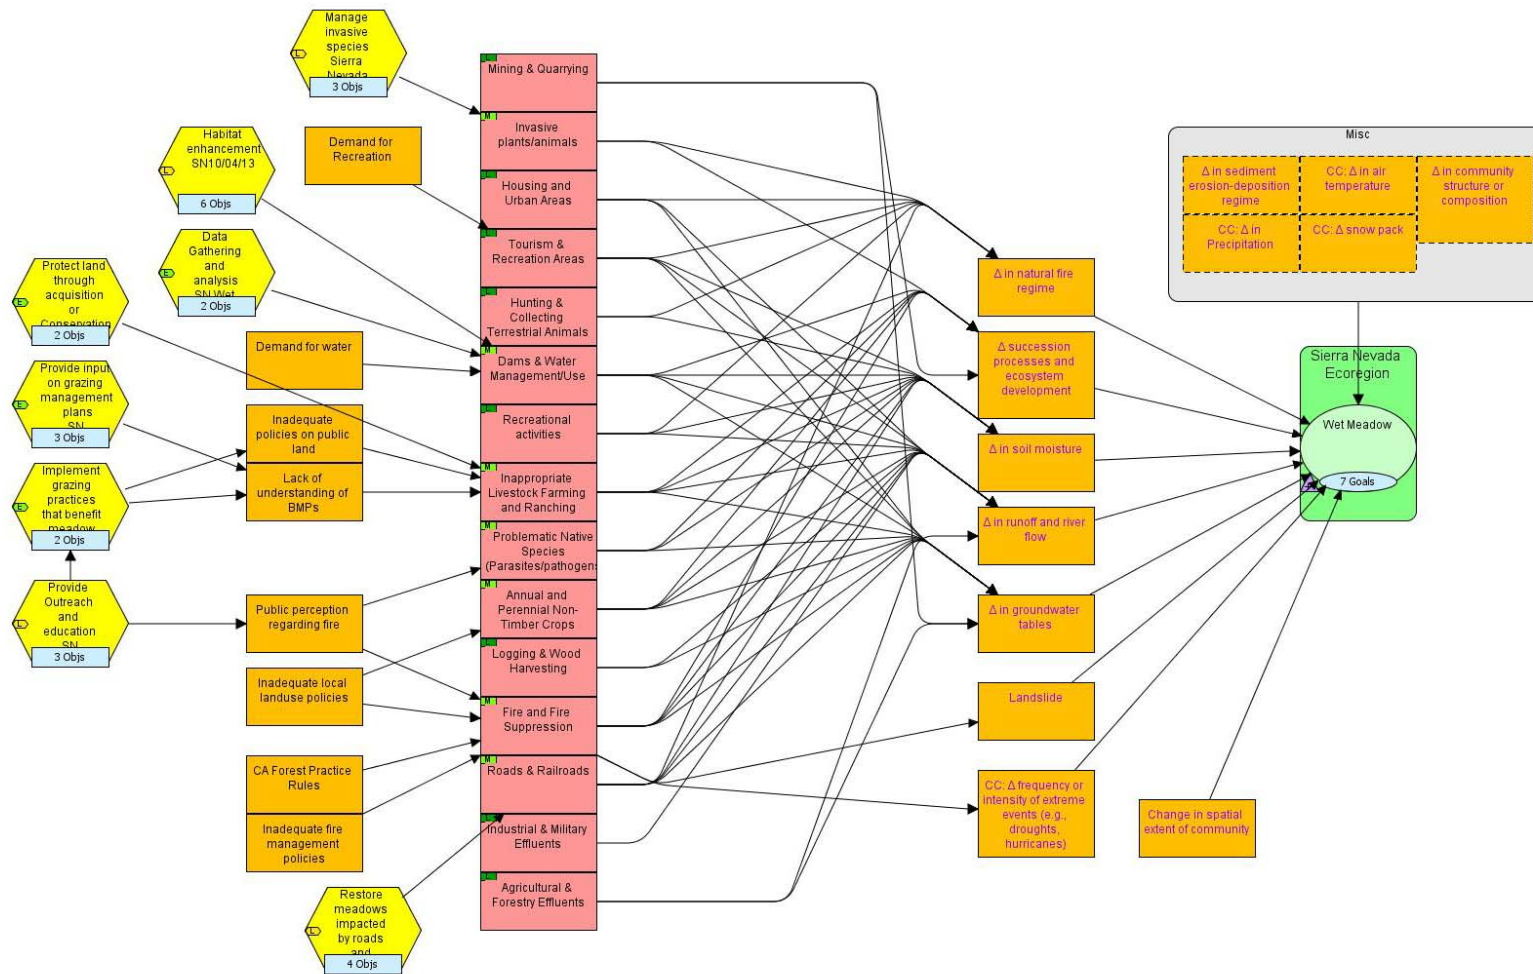 Manage
invasive
species
Sierra
Nevada
3 Objs
Habitat
enhancement
SN10/04/13
6 Objs
Data
Gathering
and
analysis
SN Wet
2 Objs
Protect land
through
acquisition
or
Conservation
2 Objs
Provide input
on grazing
management
plans
SN
3 Objs
Implement
grazing
practices
that benefit
meadow
2 Objs
Provide
Outreach
and
education
SN
3 Objs
Restore
meadows
impacted
by roads
and
4 Objs
Demand for
Recreation
Demand for water
Inadequate
policies on public
land
Lack of
understanding of
BMPs
Public perception
regarding fire
Inadequate local
landuse policies
CA Forest Practice
Rules
Inadequate fire
management
policies
Mining & Quarrying
M
Invasive
plants/animals
Housing and
Urban Areas
Tourism &
Recreation Areas
Hunting &
Collecting
Terrestrial Animals
M
Dams & Water
Management/Use
Recreational
activities
M
Inappropriate
Livestock Farming
and Ranching
M
Problematic Native
Species
(Parasites/pathogens
M
Annual and
Perennial Non-
Timber Crops
Logging & Wood
Harvesting
M
Fire and Fire
Suppression
M
Roads & Railroads
Industrial & Military
Effluents
Agricultural &
Forestry Effluents
Δ in natural fire
regime
Δ succession
processes and
ecosystem
development
Δ in soil moisture
Δ in runoff and river
flow
Δ in groundwater
tables
Landslide
CC: Δ frequency or
intensity of extreme
events (e.g.,
droughts,
hurricanes)
Change in spatial
extent of community
Misc
Δ in sediment
erosion-deposition
regime
CC: Δ in air
temperature
Δ in community
structure or
composition
CC: Δ in
Precipitation
CC: Δ snow pack
Sierra Nevada
Ecoregion
Wet Meadow
7 Goals